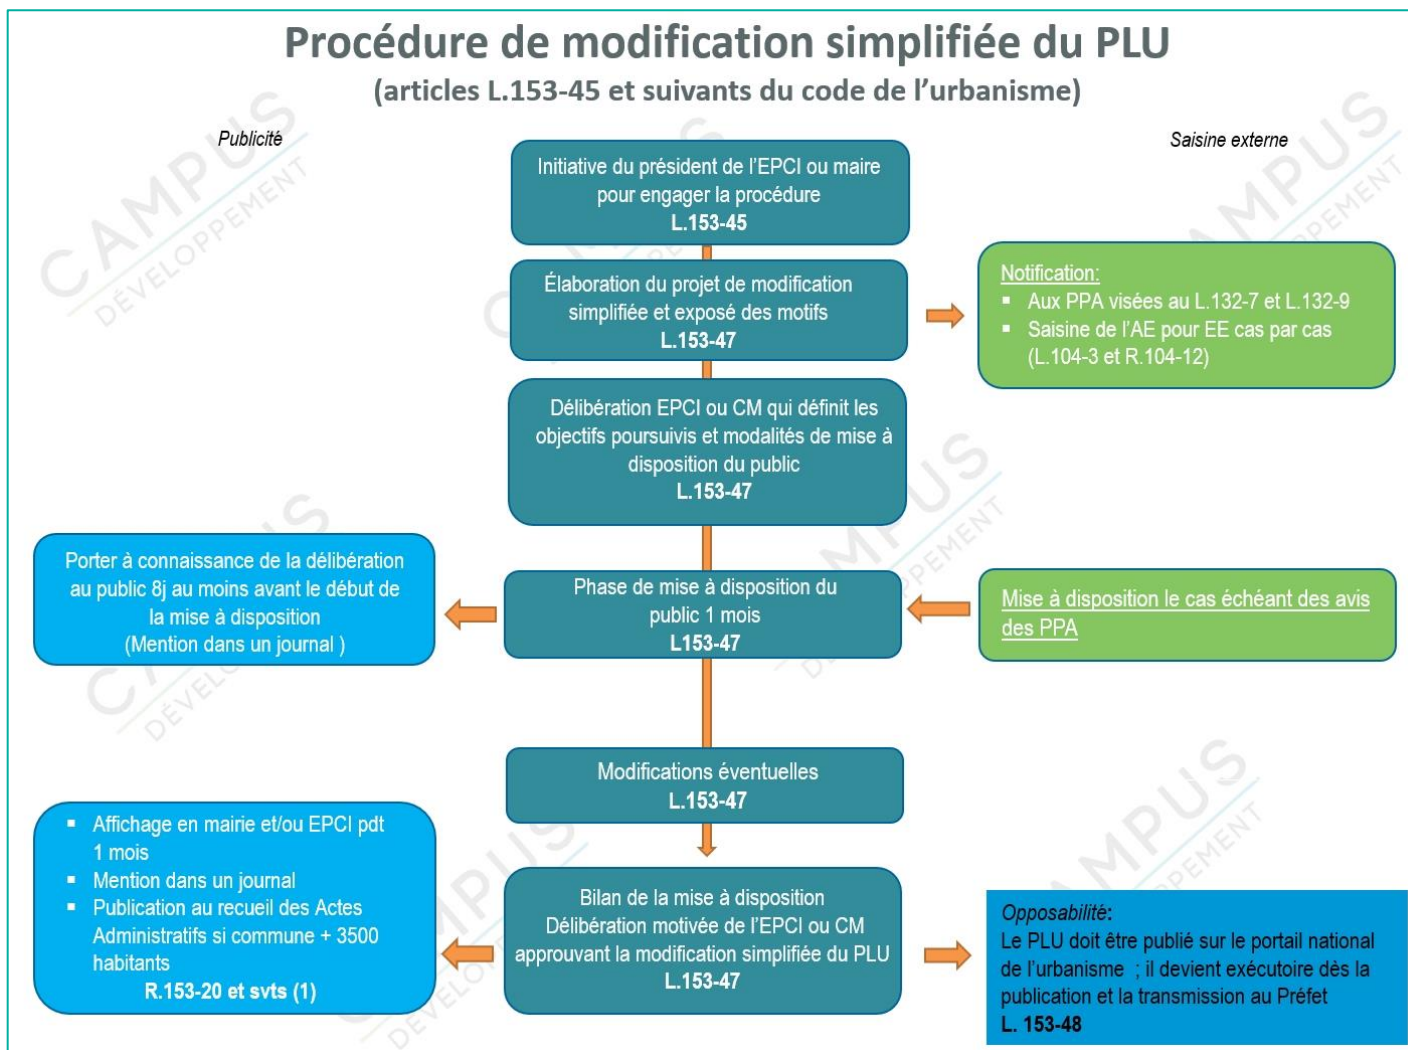 Procédure de modification simplifiée du PLU
(articles L.153-45 et suivants du code de l'urbanisme)
Publicité
Saisine externe
Initiative du président de l'EPCI ou maire
pour engager la procédure
L.153-45
Élaboration du projet de modification
simplifiée et exposé des motifs
L.153-47
Notification:
▪ Aux PPA visées au L.132-7 et L.132-9
▪ Saisine de l'AE pour EE cas par cas
(L.104-3 et R.104-12)
Délibération EPCI ou CM qui définit les
objectifs poursuivis et modalités de mise à
disposition du public
L.153-47
Porter à connaissance de la délibération
au public 8j au moins avant le début de
la mise à disposition
(Mention dans un journal )
Phase de mise à disposition du
public 1 mois
L153-47
Mise à disposition le cas échéant des avis
des PPA
Modifications éventuelles
L.153-47
▪ Affichage en mairie et/ou EPCI pdt
1 mois
▪ Mention dans un journal
▪ Publication au recueil des Actes
Administratifs si commune + 3500
habitants
R.153-20 et svts (1)
Bilan de la mise à disposition
Délibération motivée de l'EPCI ou CM
approuvant la modification simplifiée du PLU
L.153-47
Opposabilité:
Le PLU doit être publié sur le portail national
de l'urbanisme ; il devient exécutoire dès la
publication et la transmission au Préfet
L. 153-48
CAMPUS
DÉVELOPPEMENT